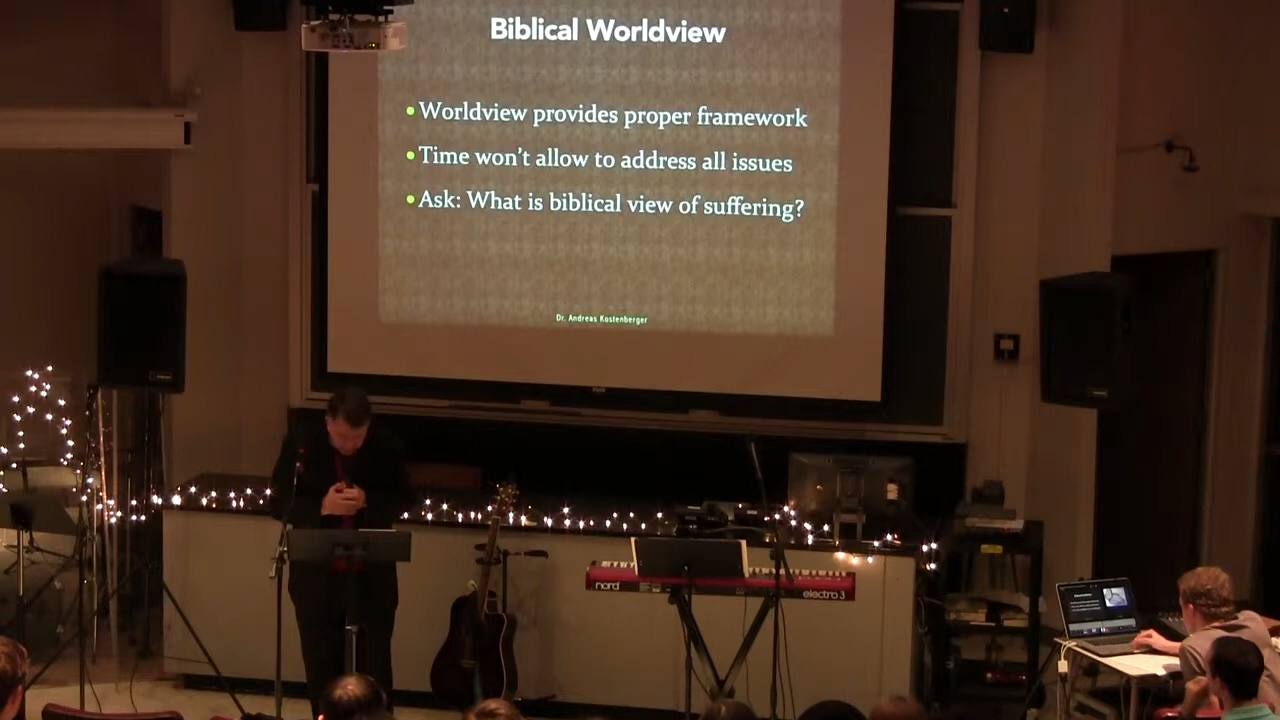 Biblical Worldview
• Worldview provides proper framework
• Time won't allow to address all issues
• Ask: What is biblical view of suffering?
Dr. Andreas Kostenberger
nord
electro 3